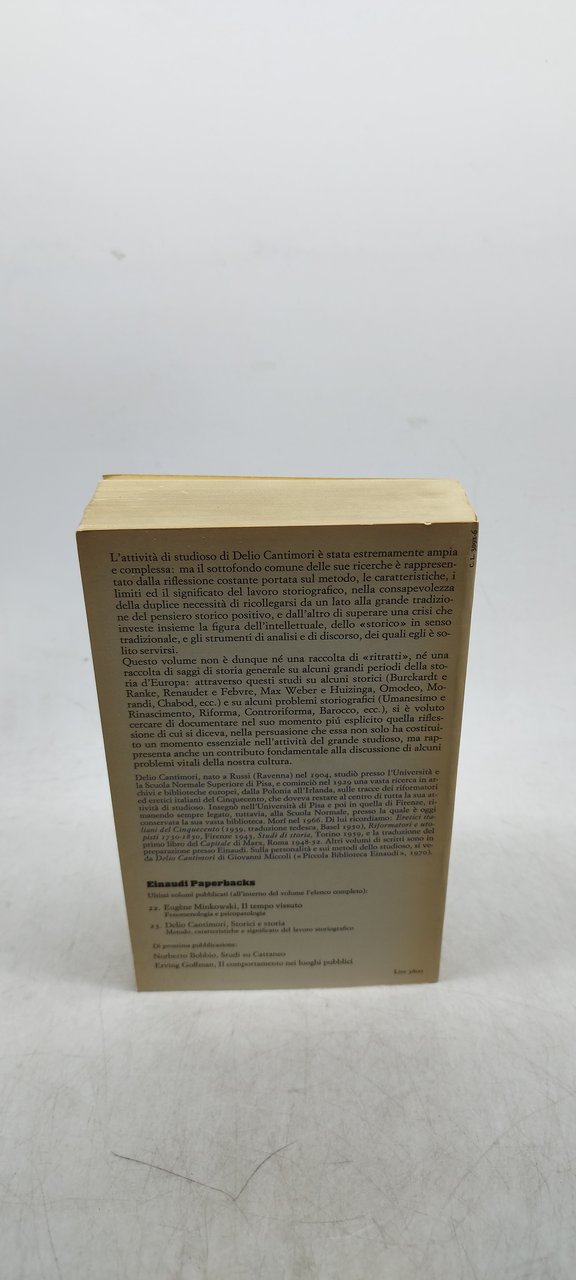 L'attività di studioso di Delio Cantimori è stata estremamente ampia
e complessa: ma il sottofondo comune delle sue ricerche è rappresen-
tato dalla riflessione costante portata sul metodo, le caratteristiche, i
limiti ed il significato del lavoro storiografico, nella consapevolezza
della duplice necessità di ricollegarsi da un lato alla grande tradizio-
ne del pensiero storico positivo, e dall'altro di superare una crisi che
investe insieme la figura dell'intellettuale, dello «storico» in senso
tradizionale, e gli strumenti di analisi e di discorso, dei quali egli è so-
lito servirsi.
Questo volume non è dunque né una raccolta di «ritratti», né una
raccolta di saggi di storia generale su alcuni grandi periodi della sto-
ria d'Europa: attraverso questi studi su alcuni storici (Burckardt e
Ranke, Renaudet e Febvre, Max Weber e Huizinga, Omodeo, Mo-
randi, Chabod, ecc.) e su alcuni problemi storiografici (Umanesimo e
Rinascimento, Riforma, Controriforma, Barocco, ecc.), si è voluto
cercare di documentare nel suo momento piú esplicito quella rifles-
sione di cui si diceva, nella persuasione che essa non solo ha costitui-
to un momento essenziale nell'attività del grande studioso, ma rap-
presenta anche un contributo fondamentale alla discussione di alcuni
problemi vitali della nostra cultura.
Delio Cantimori, nato a Russi (Ravenna) nel 1904, studiò presso l'Università e
la Scuola Normale Superiore di Pisa, e cominciò nel 1929 una vasta ricerca in ar-
chivi e biblioteche europei, dalla Polonia all'Irlanda, sulle tracce dei riformatori
ed eretici italiani del Cinquecento, che doveva restare al centro di tutta la sua at-
tività di studioso. Insegnò nell'Università di Pisa e poi in quella di Firenze, ri-
manendo sempre legato, tuttavia, alla Scuola Normale, presso la quale è oggi
conservata la sua vasta biblioteca. Morí nel 1966. Di lui ricordiamo: Eretici ita-
liani del Cinquecento (1939, traduzione tedesca, Basel 1950), Riformatori e uto-
pisti 1750-1830, Firenze 1943, Studi di storia, Torino 1959, e la traduzione del
primo libro del Capitale di Marx, Roma 1948-52. Altri volumi di scritti sono in
preparazione presso Einaudi. Sulla personalità e sui metodi dello studioso, si ve-
da Delio Cantimori di Giovanni Miccoli («Piccola Biblioteca Einaudi», 1970).
Einaudi Paperbacks
Ultimi volumi pubblicati (all'interno del volume l'elenco completo):
22. Eugène Minkowski, Il tempo vissuto
Fenomenologia e psicopatologia
23. Delio Cantimori, Storici e storia
Metodo, caratteristiche e significato del lavoro storiografico
Di prossima pubblicazione:
Norberto Bobbio, Studi su Cattaneo
Erving Goffman, Il comportamento nei luoghi pubblici
Lire
C. L. 3992-6